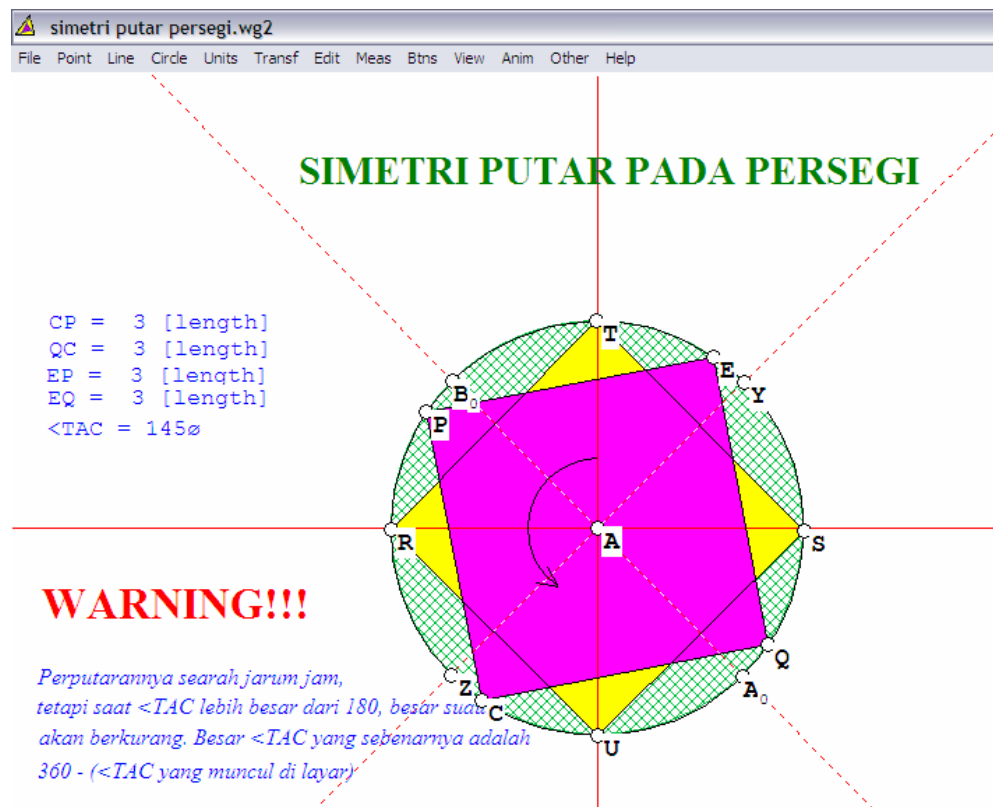 simetri putar persegi.wg2
File Point Line Circle Units Transf Edit Meas Btns View Anim Other Help
SIMETRI PUTAR PADA PERSEGI
CP = 3 [length]
QC = 3 [length]
EP = 3 [length]
EQ = 3 [length]
<TAC = 145ø
T
E
Y
B₀
P
R
A
S
Q
A₀
Z
C
U
WARNING!!!
Perputarannya searah jarum jam,
tetapi saat <TAC lebih besar dari 180, besar
akan berkurang. Besar <TAC yang sebenarnya adalah
360 - (<TAC yang muncul di layar)